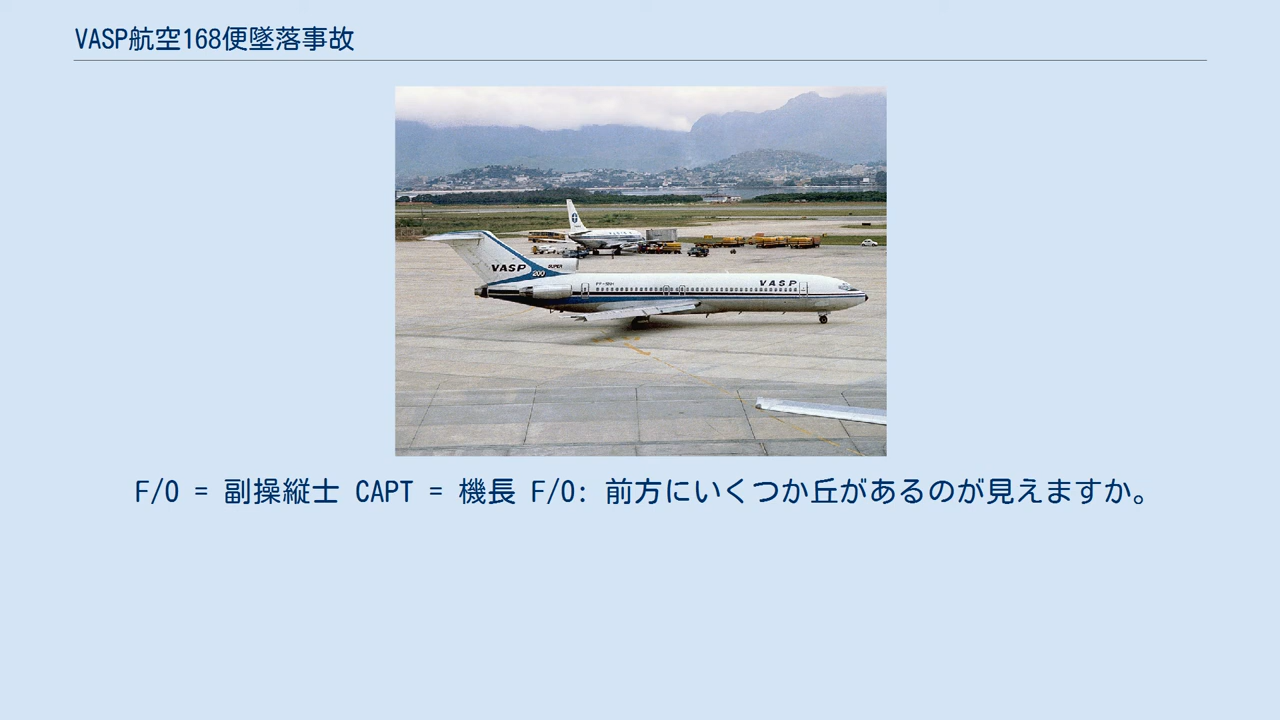 VASP航空168便墜落事故
VASP
SUPER
200
VASP
F/O = 副操縦士 CAPT = 機長 F/O: 前方にいくつか丘があるのが見えますか。